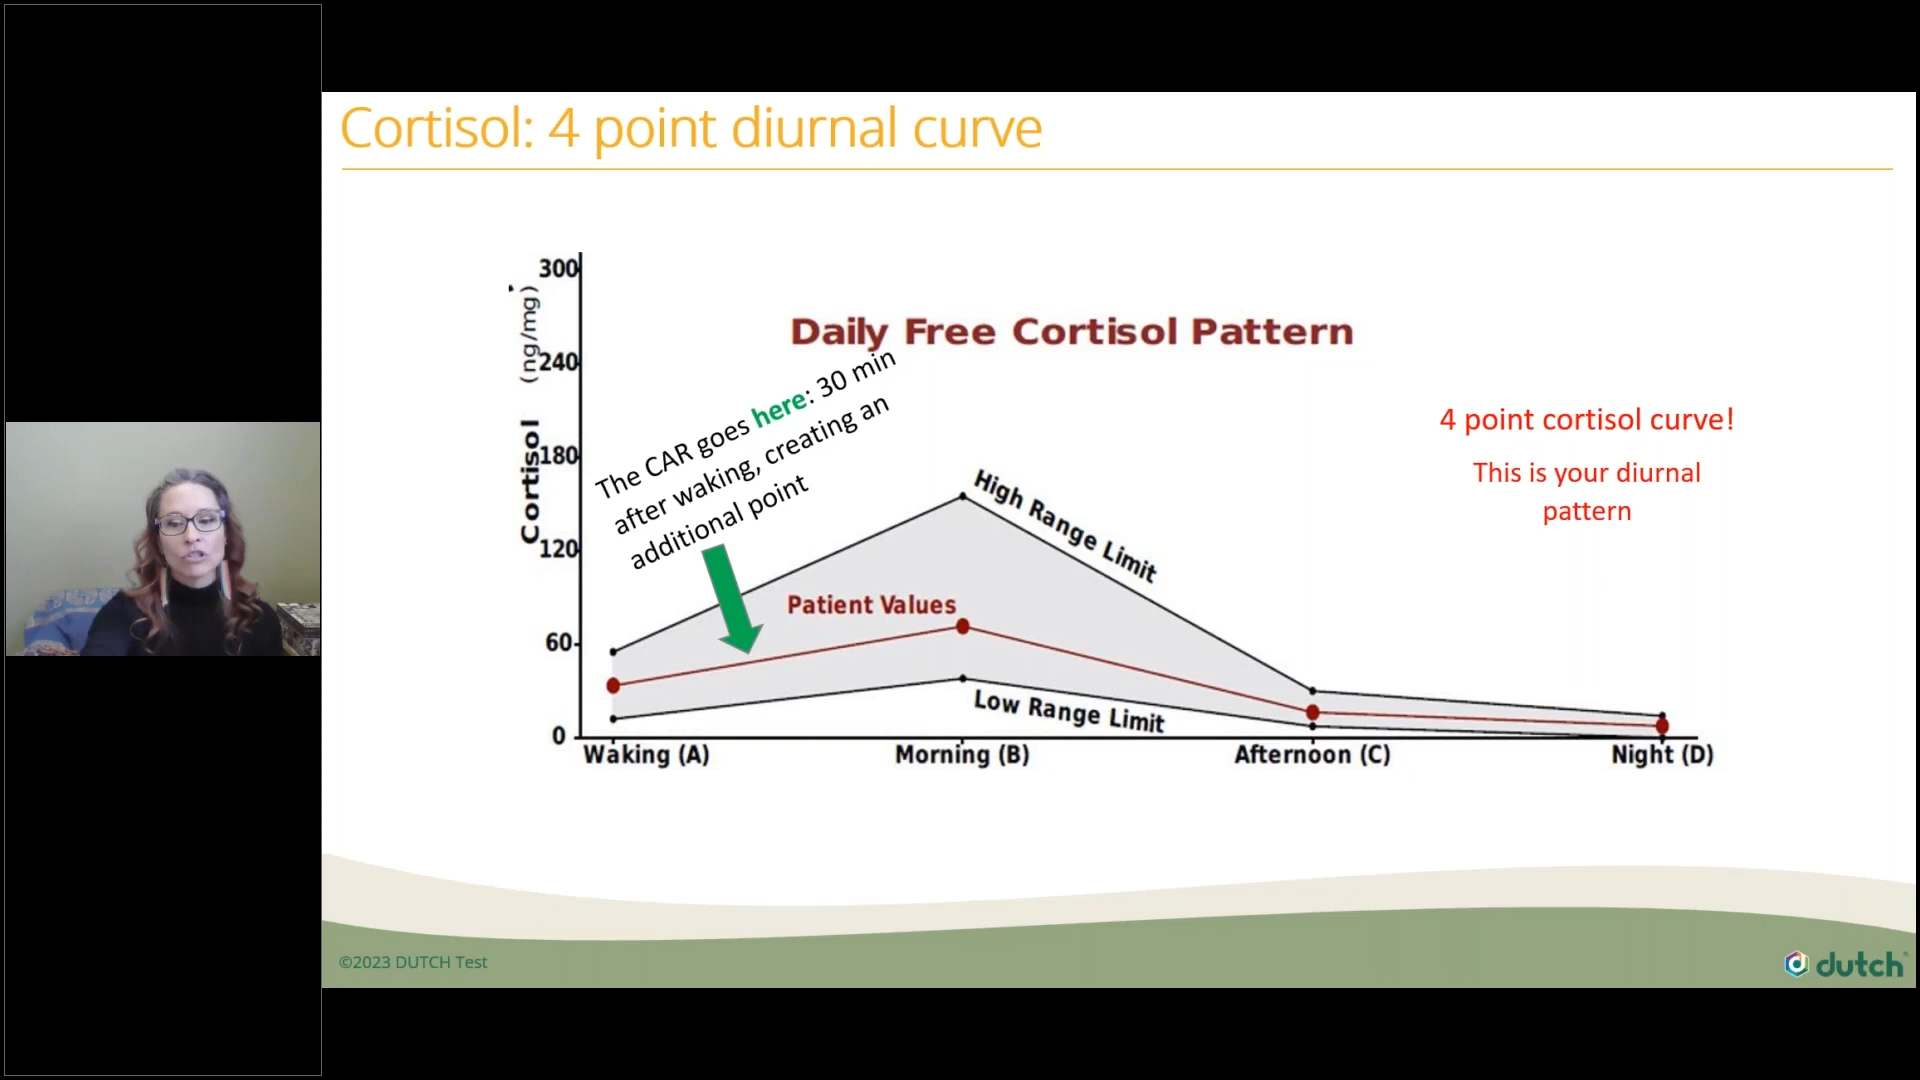 Cortisol: 4 point diurnal curve
Daily Free Cortisol Pattern
Cortisol (ng/mg)
300
240
180
120
60
0
The CAR goes here: 30 min
after waking, creating an
additional point
High Range Limit
Patient Values
Low Range Limit
Waking (A)
Morning (B)
Afternoon (C)
Night (D)
4 point cortisol curve!
This is your diurnal
pattern
©2023 DUTCH Test
dutch